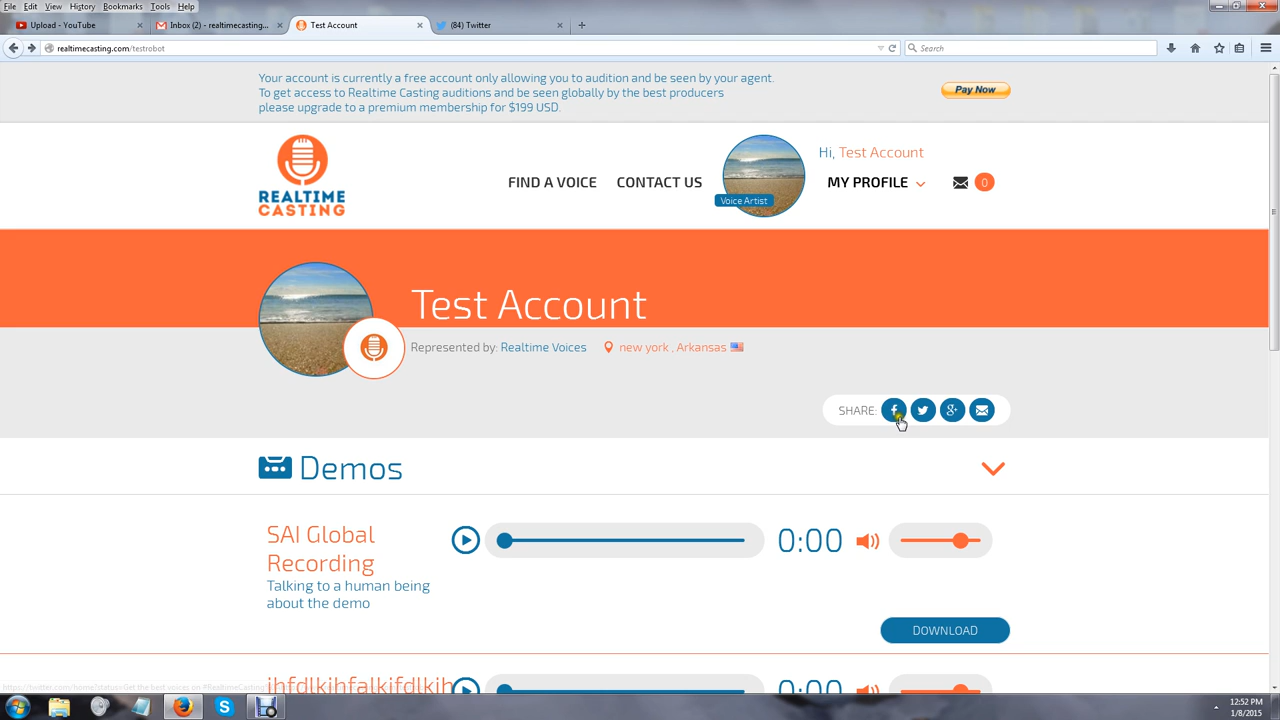 File Edit View History Bookmarks Tools Help
Upload - YouTube
Inbox (2) - realtimecasting...
Test Account
(84) Twitter
realtimecasting.com/testrobot
Search
Your account is currently a free account only allowing you to audition and be seen by your agent.
To get access to Realtime Casting auditions and be seen globally by the best producers
please upgrade to a premium membership for $199 USD.
Pay Now
REALTIME
CASTING
FIND A VOICE
CONTACT US
Voice Artist
Hi, Test Account
MY PROFILE
0
Test Account
Represented by: Realtime Voices
new york , Arkansas
SHARE:
Demos
SAI Global
Recording
Talking to a human being
about the demo
0:00
DOWNLOAD
0:00
12:52 PM
1/8/2015